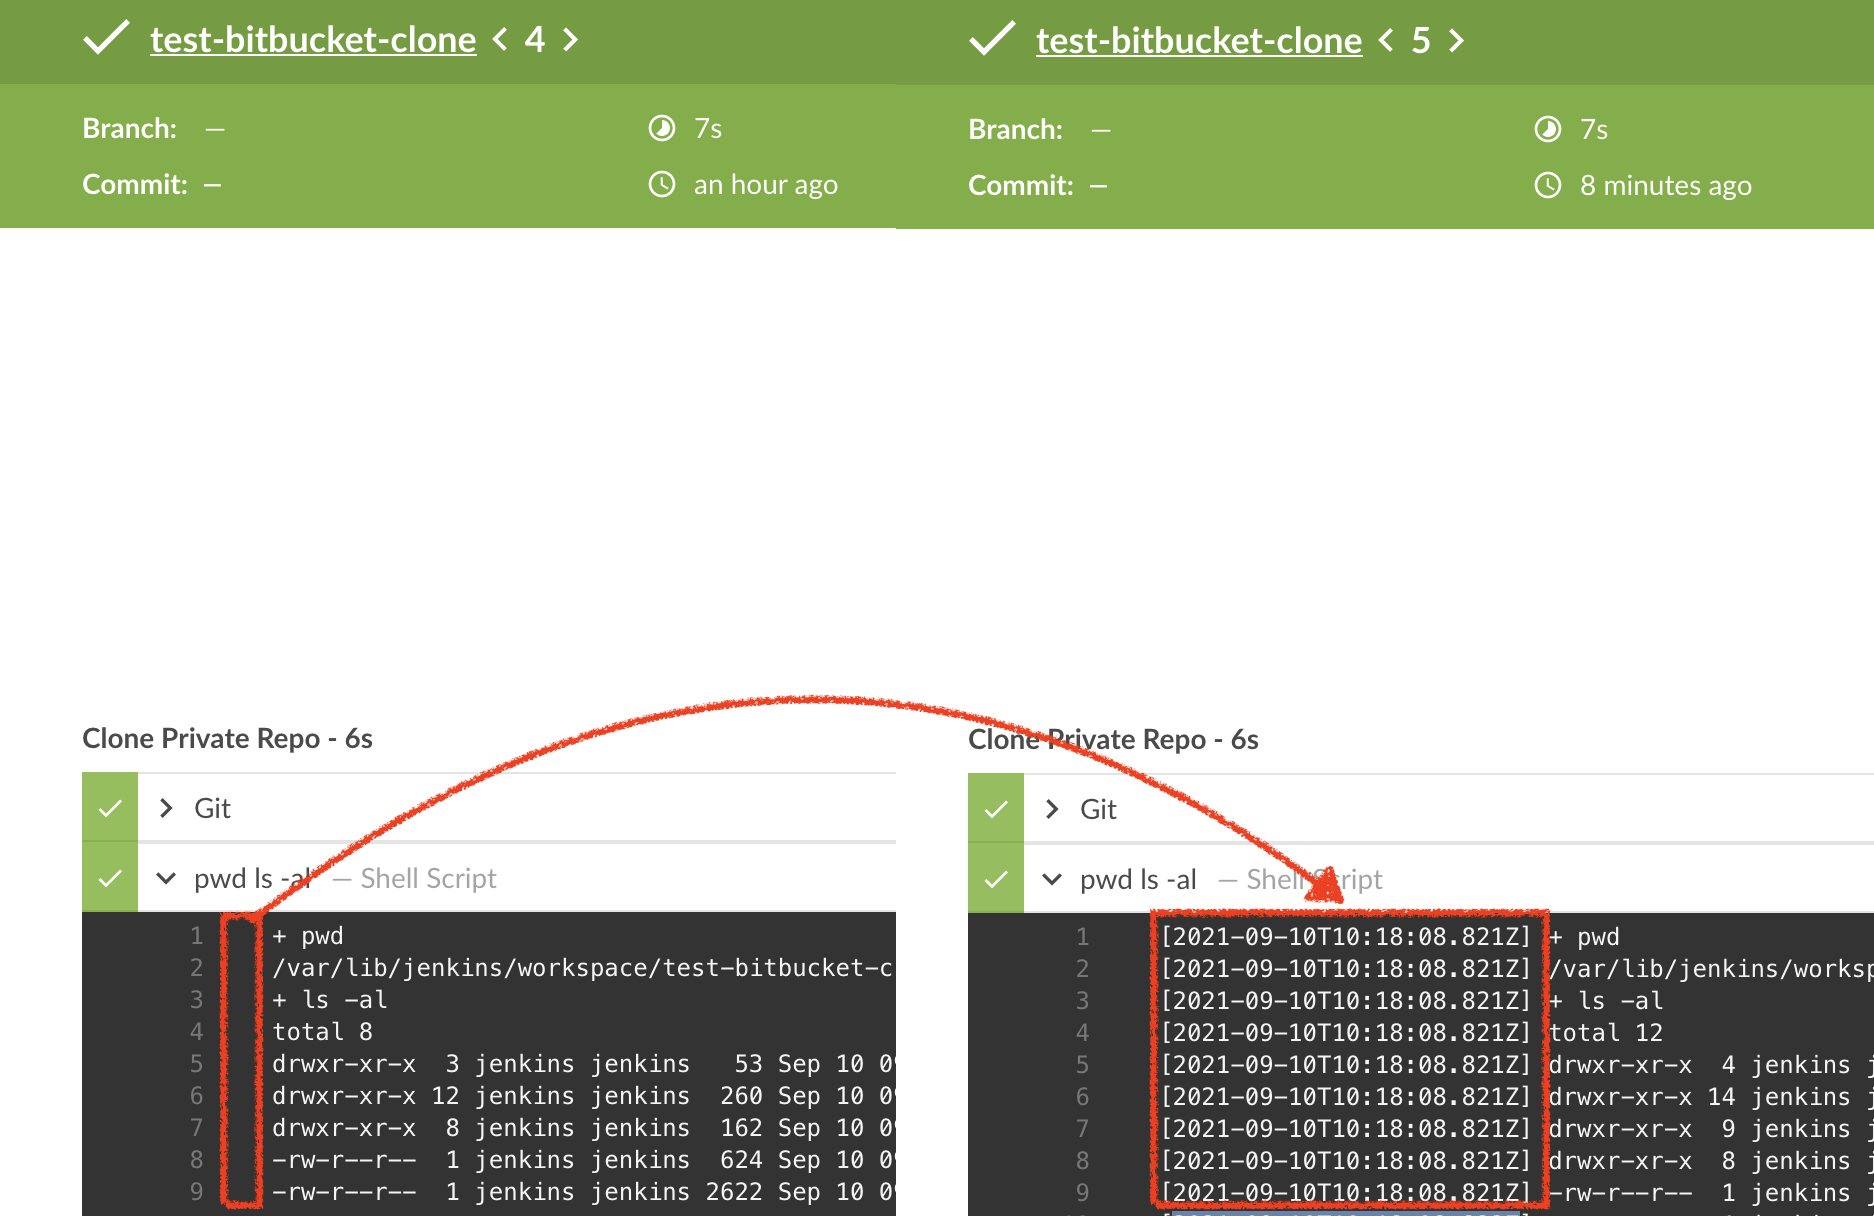 test-bitbucket-clone < 4 >
Branch: —
7s
Commit: —
an hour ago
Clone Private Repo - 6s
Git
pwd ls -al — Shell Script
1 + pwd
2 /var/lib/jenkins/workspace/test-bitbucket-c
3 + ls -al
4 total 8
5 drwxr-xr-x  3 jenkins jenkins   53 Sep 10 09
6 drwxr-xr-x 12 jenkins jenkins  260 Sep 10 09
7 drwxr-xr-x  8 jenkins jenkins  162 Sep 10 09
8 -rw-r--r--  1 jenkins jenkins  624 Sep 10 09
9 -rw-r--r--  1 jenkins jenkins 2622 Sep 10 09
test-bitbucket-clone < 5 >
Branch: —
7s
Commit: —
8 minutes ago
Clone Private Repo - 6s
Git
pwd ls -al — Shell Script
1 [2021-09-10T10:18:08.821Z] + pwd
2 [2021-09-10T10:18:08.821Z] /var/lib/jenkins/worksp
3 [2021-09-10T10:18:08.821Z] + ls -al
4 [2021-09-10T10:18:08.821Z] total 12
5 [2021-09-10T10:18:08.821Z] drwxr-xr-x  4 jenkins j
6 [2021-09-10T10:18:08.821Z] drwxr-xr-x 14 jenkins j
7 [2021-09-10T10:18:08.821Z] drwxr-xr-x  9 jenkins j
8 [2021-09-10T10:18:08.821Z] drwxr-xr-x  8 jenkins j
9 [2021-09-10T10:18:08.821Z] -rw-r--r--  1 jenkins j